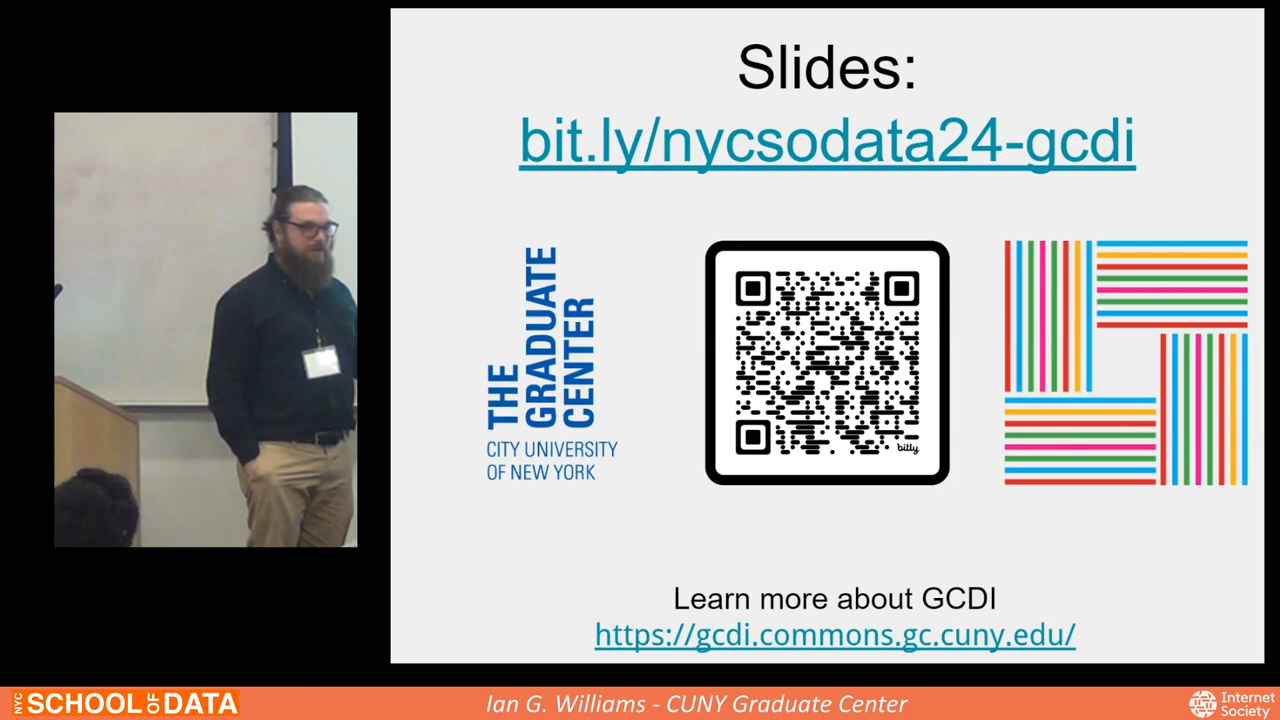 Slides:
bit.ly/nycsodata24-gcdi
THE
GRADUATE
CENTER
CITY UNIVERSITY
OF NEW YORK
bitly
Learn more about GCDI
https://gcdi.commons.gc.cuny.edu/
NYC SCHOOL OF DATA
Ian G. Williams - CUNY Graduate Center
Internet
Society